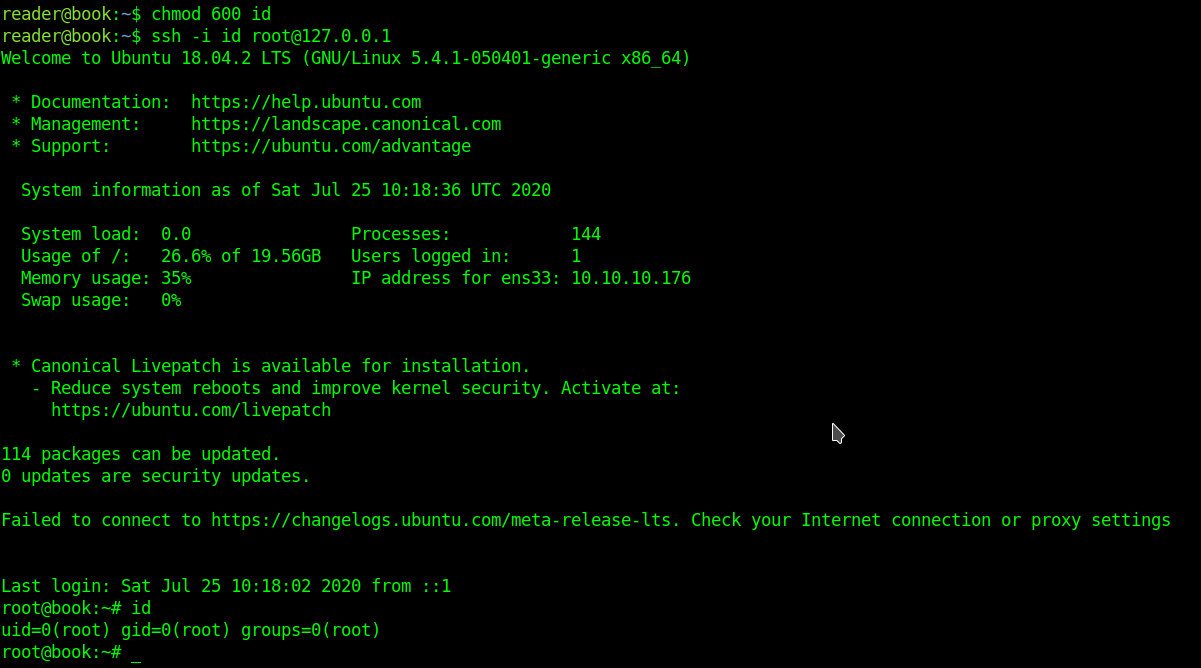 reader@book:~$ chmod 600 id
reader@book:~$ ssh -i id root@127.0.0.1
Welcome to Ubuntu 18.04.2 LTS (GNU/Linux 5.4.1-050401-generic x86_64)
* Documentation:  https://help.ubuntu.com
* Management:     https://landscape.canonical.com
* Support:        https://ubuntu.com/advantage
System information as of Sat Jul 25 10:18:36 UTC 2020
System load:  0.0                Processes:            144
Usage of /:   26.6% of 19.56GB   Users logged in:      1
Memory usage: 35%                IP address for ens33: 10.10.10.176
Swap usage:   0%
* Canonical Livepatch is available for installation.
- Reduce system reboots and improve kernel security. Activate at:
https://ubuntu.com/livepatch
114 packages can be updated.
0 updates are security updates.
Failed to connect to https://changelogs.ubuntu.com/meta-release-lts. Check your Internet connection or proxy settings
Last login: Sat Jul 25 10:18:02 2020 from ::1
root@book:~# id
uid=0(root) gid=0(root) groups=0(root)
root@book:~# _